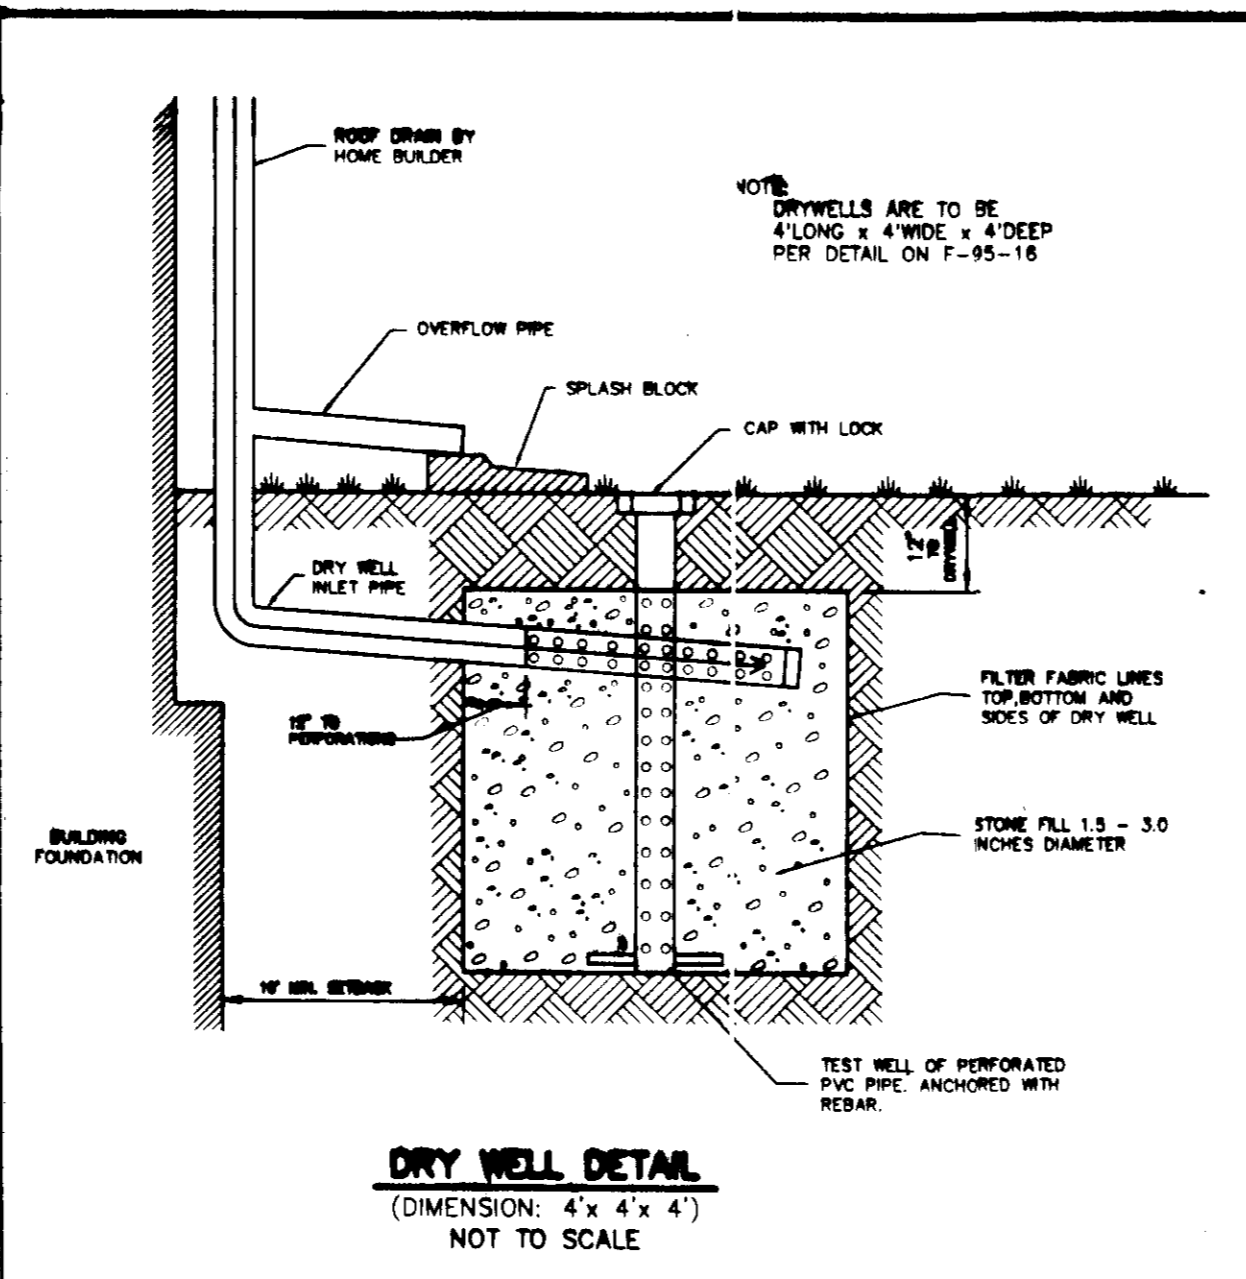 ROOF DRAIN BY
HOME BUILDER
NOTE:
DRYWELLS ARE TO BE
4'LONG x 4'WIDE x 4'DEEP
PER DETAIL ON F-95-16
OVERFLOW PIPE
SPLASH BLOCK
CAP WITH LOCK
12"
TO
DRYWELL
DRY WELL
INLET PIPE
FILTER FABRIC LINES
TOP,BOTTOM AND
SIDES OF DRY WELL
12" TO
PERFORATIONS
BUILDING
FOUNDATION
STONE FILL 1.5 - 3.0
INCHES DIAMETER
10' MIN. SETBACK
TEST WELL OF PERFORATED
PVC PIPE. ANCHORED WITH
REBAR.
DRY WELL DETAIL
(DIMENSION: 4'x 4'x 4')
NOT TO SCALE